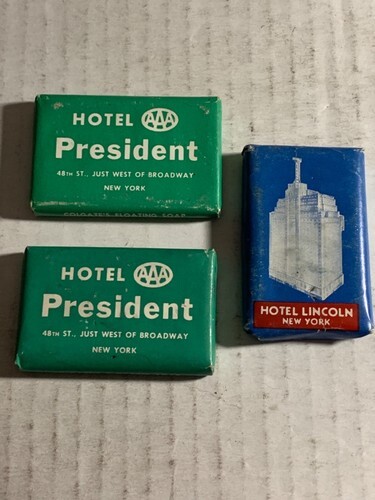 HOTEL AAA
President
48TH ST., JUST WEST OF BROADWAY
NEW YORK
COLGATE'S FLOATING SOAP
HOTEL AAA
President
48TH ST., JUST WEST OF BROADWAY
NEW YORK
HOTEL LINCOLN
NEW YORK